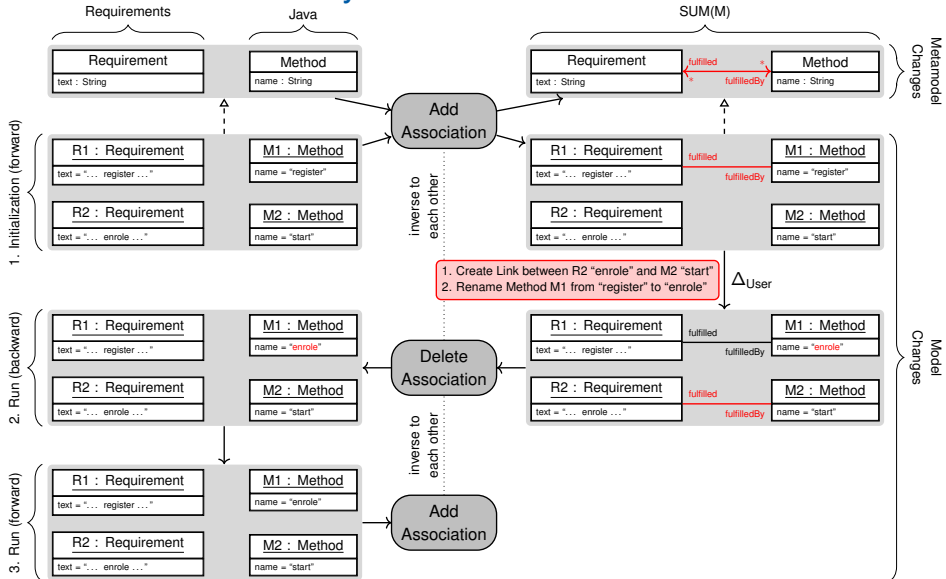 Requirements
Java
SUM(M)
Requirement
text : String
Method
name : String
Requirement
text : String
fulfilled
*
*
fulfilledBy
Method
name : String
Metamodel
Changes
Add
Association
1. Initialization (forward)
R1 : Requirement
text = “... register ...”
M1 : Method
name = “register”
R2 : Requirement
text = “... enrole ...”
M2 : Method
name = “start”
inverse to
each other
R1 : Requirement
text = “... register ...”
fulfilled
fulfilledBy
M1 : Method
name = “register”
R2 : Requirement
text = “... enrole ...”
M2 : Method
name = “start”
1. Create Link between R2 “enrole” and M2 “start”
2. Rename Method M1 from “register” to “enrole”
ΔUser
Model
Changes
2. Run (backward)
R1 : Requirement
text = “... register ...”
M1 : Method
name = “enrole”
R2 : Requirement
text = “... enrole ...”
M2 : Method
name = “start”
Delete
Association
R1 : Requirement
text = “... register ...”
fulfilled
fulfilledBy
M1 : Method
name = “enrole”
R2 : Requirement
text = “... enrole ...”
fulfilled
fulfilledBy
M2 : Method
name = “start”
inverse to
each other
3. Run (forward)
R1 : Requirement
text = “... register ...”
M1 : Method
name = “enrole”
R2 : Requirement
text = “... enrole ...”
M2 : Method
name = “start”
Add
Association